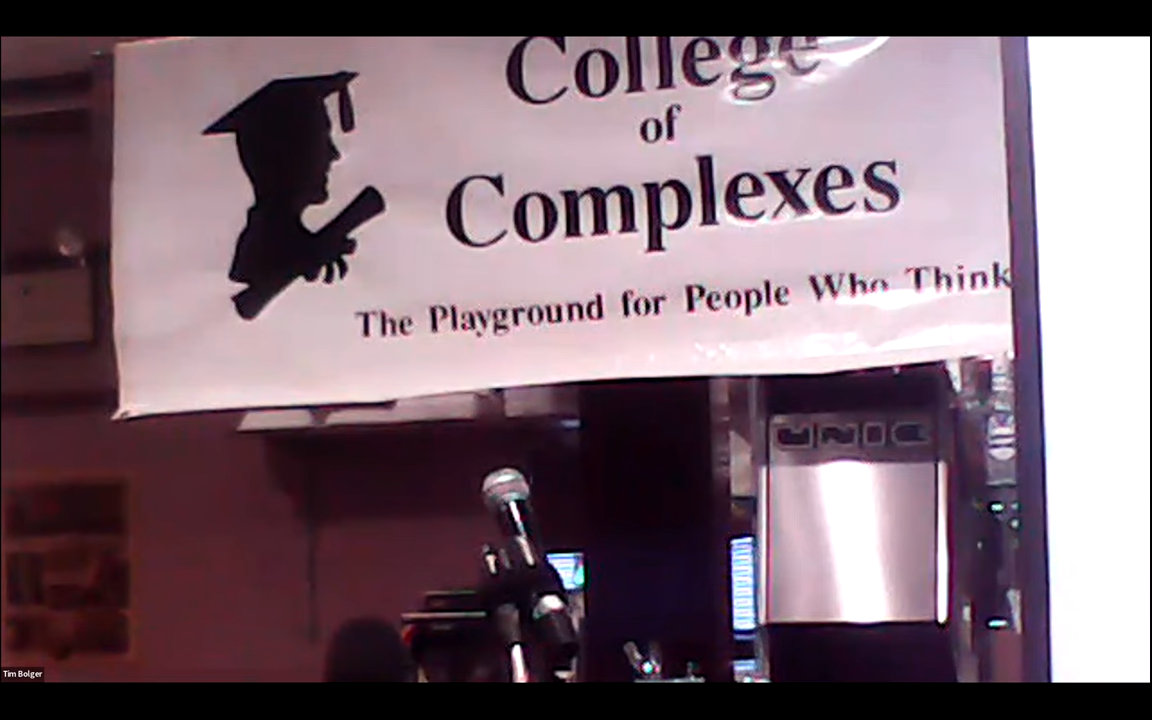 College
of
Complexes
The Playground for People Who Think
UNIC
Tim Bolger